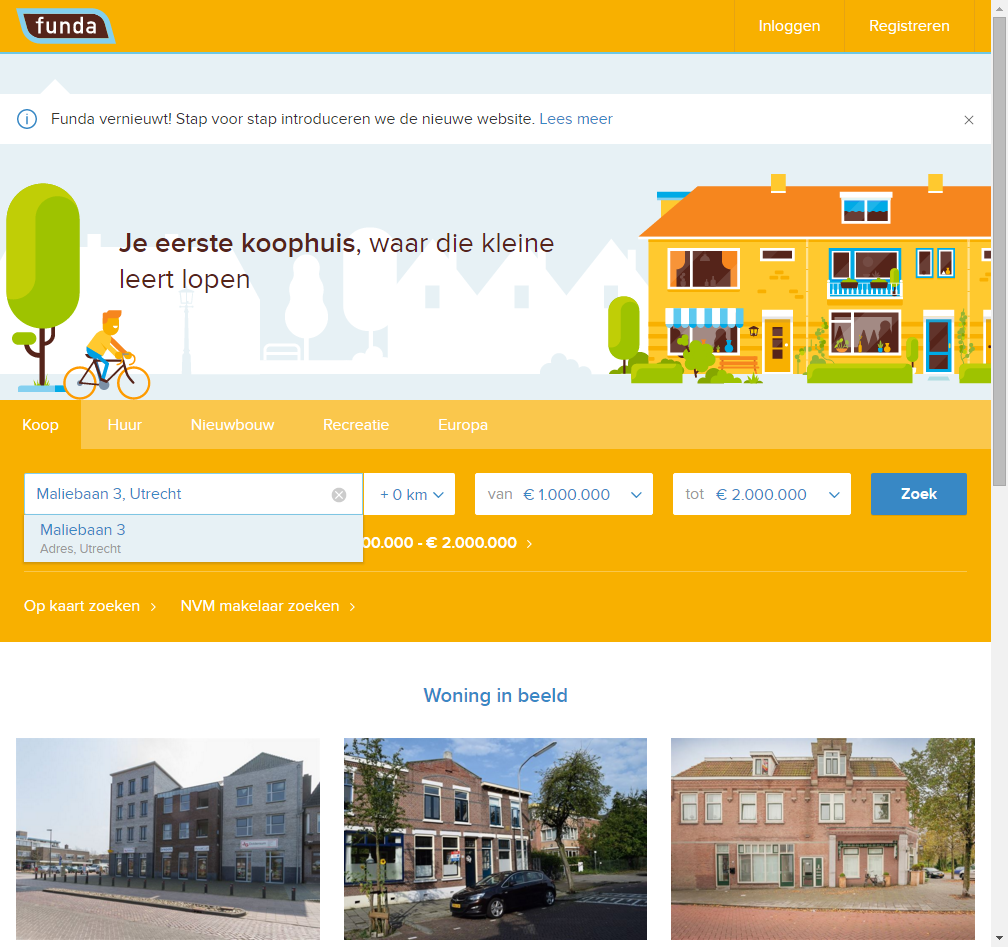 funda
Inloggen
Registreren
Funda vernieuwt! Stap voor stap introduceren we de nieuwe website. Lees meer
Je eerste koophuis, waar die kleine
leert lopen
Koop
Huur
Nieuwbouw
Recreatie
Europa
Maliebaan 3, Utrecht
+ 0 km
van € 1.000.000
tot € 2.000.000
Zoek
Maliebaan 3
Adres, Utrecht
00.000 - € 2.000.000
Op kaart zoeken
NVM makelaar zoeken
Woning in beeld